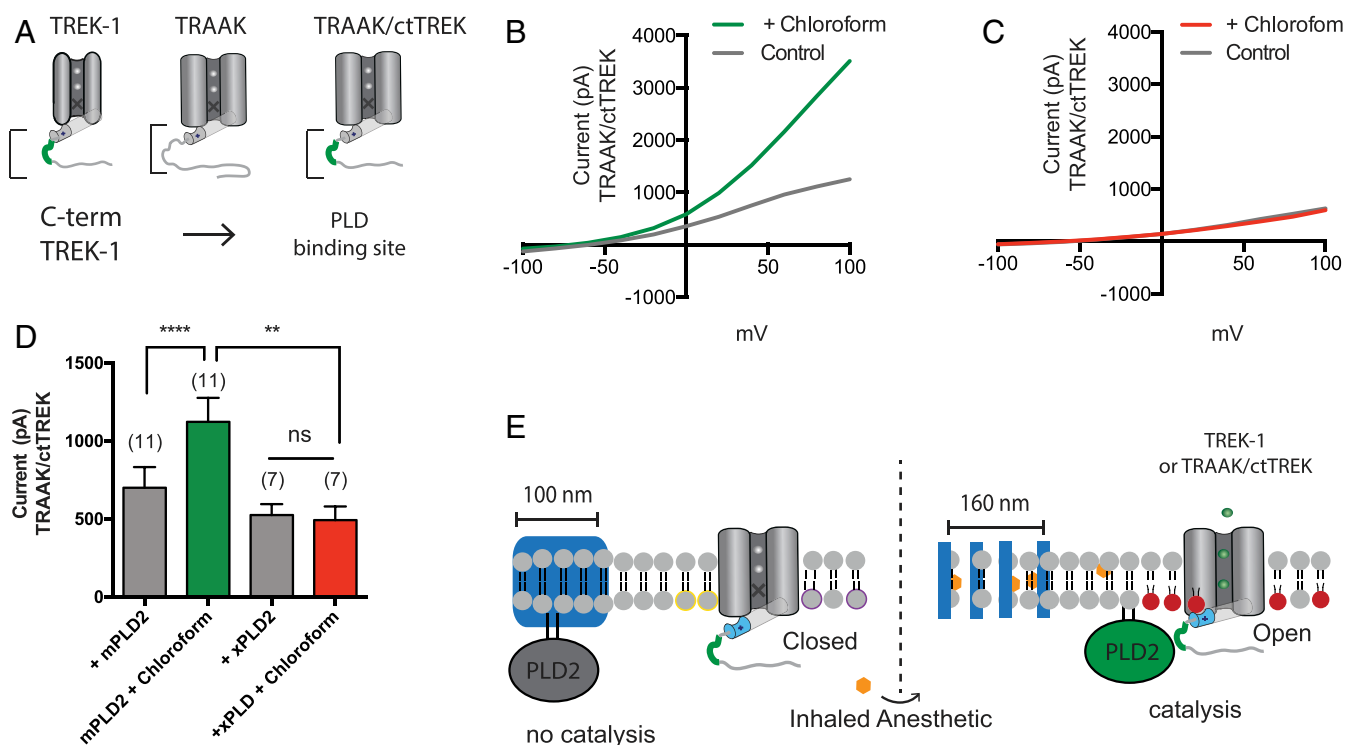 A
TREK-1
TRAAK
TRAAK/ctTREK
C-term
TREK-1
PLD
binding site
B
+ Chloroform
Control
Current (pA)
TRAAK/ctTREK
4000
3000
2000
1000
-1000
-100
-50
50
100
mV
C
+ Chlorofom
Control
Current (pA)
TRAAK/ctTREK
4000
3000
2000
1000
-1000
-100
-50
50
100
mV
D
Current (pA)
TRAAK/ctTREK
1500
1000
500
0
****
**
ns
(11)
(11)
(7)
(7)
+ mPLD2
mPLD2 + Chloroform
+ xPLD2
+xPLD + Chloroform
E
100 nm
PLD2
Closed
no catalysis
Inhaled Anesthetic
160 nm
TREK-1
or TRAAK/ctTREK
PLD2
Open
catalysis